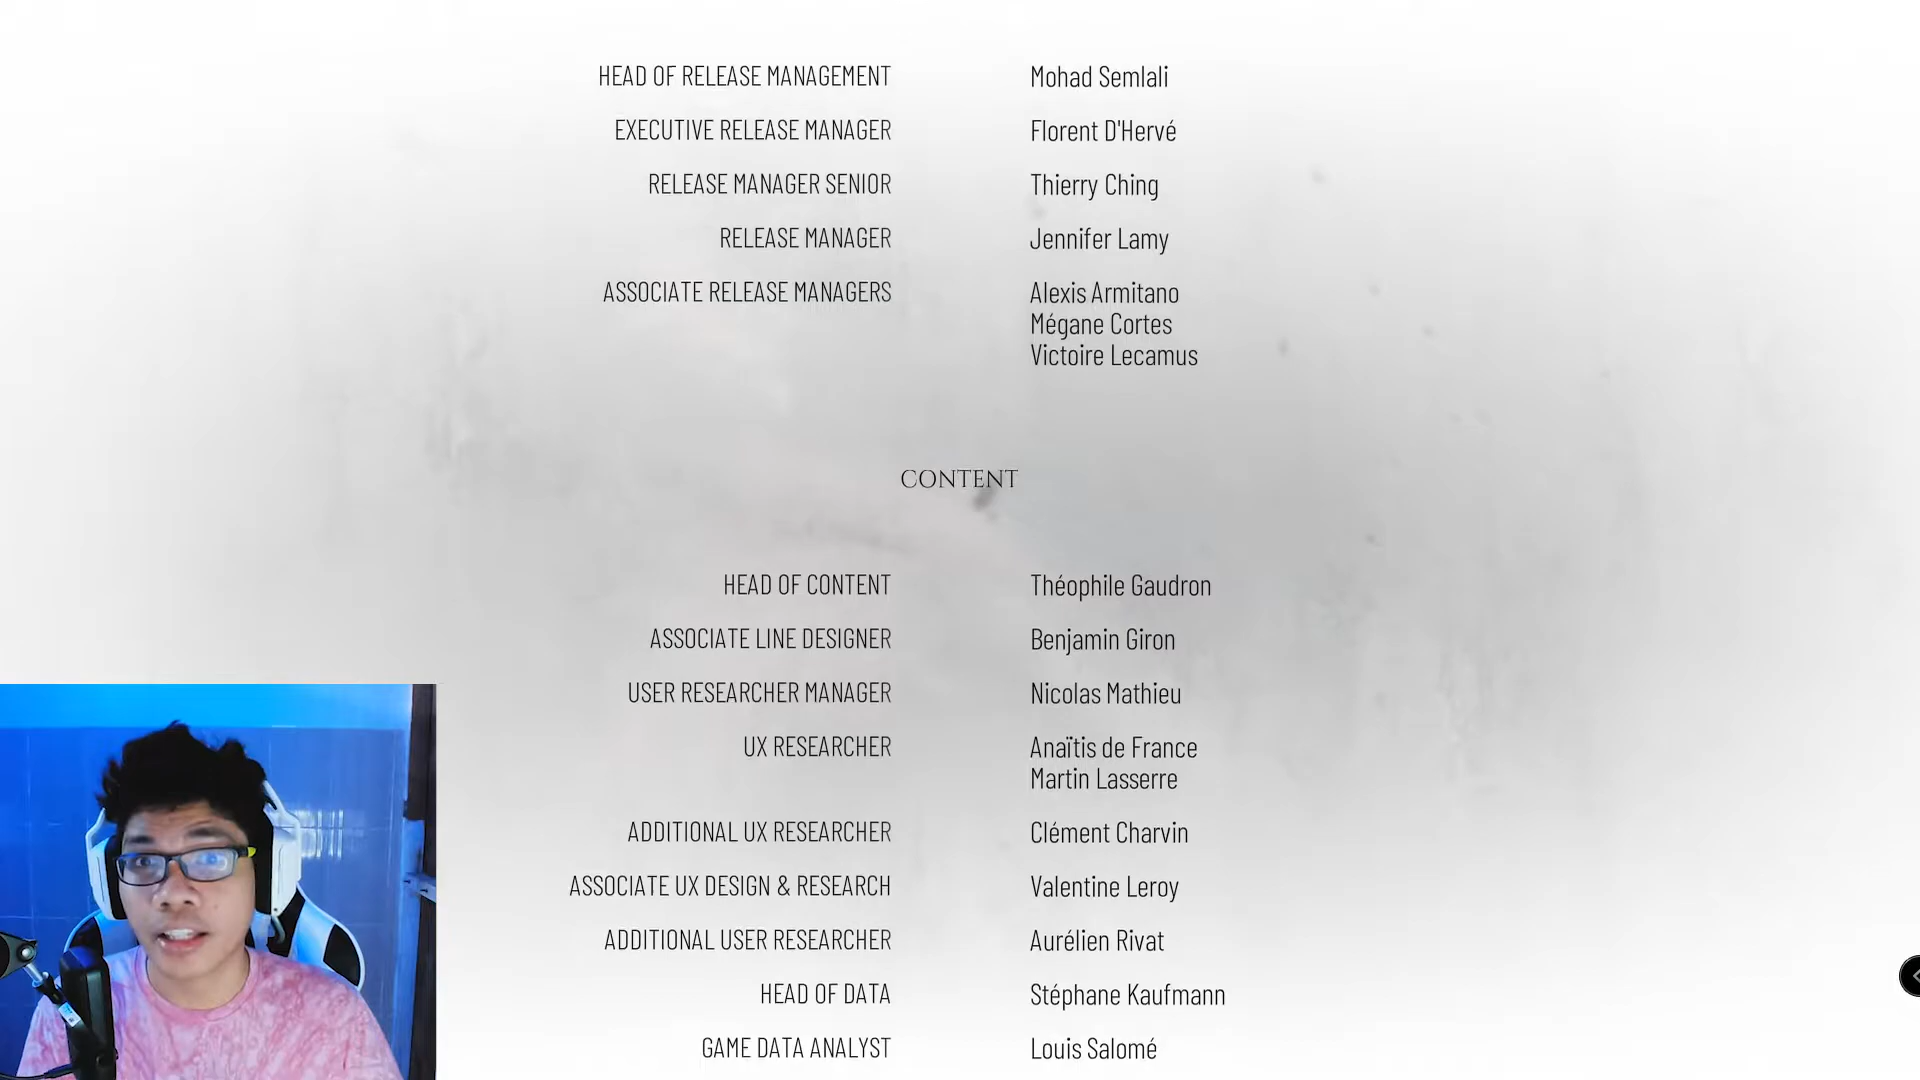 HEAD OF RELEASE MANAGEMENT Mohad Semlali
EXECUTIVE RELEASE MANAGER Florent D'Hervé
RELEASE MANAGER SENIOR Thierry Ching
RELEASE MANAGER Jennifer Lamy
ASSOCIATE RELEASE MANAGERS Alexis Armitano
Mégane Cortes
Victoire Lecamus
CONTENT
HEAD OF CONTENT Théophile Gaudron
ASSOCIATE LINE DESIGNER Benjamin Giron
USER RESEARCHER MANAGER Nicolas Mathieu
UX RESEARCHER Anaïtis de France
Martin Lasserre
ADDITIONAL UX RESEARCHER Clément Charvin
ASSOCIATE UX DESIGN & RESEARCH Valentine Leroy
ADDITIONAL USER RESEARCHER Aurélien Rivat
HEAD OF DATA Stéphane Kaufmann
GAME DATA ANALYST Louis Salomé